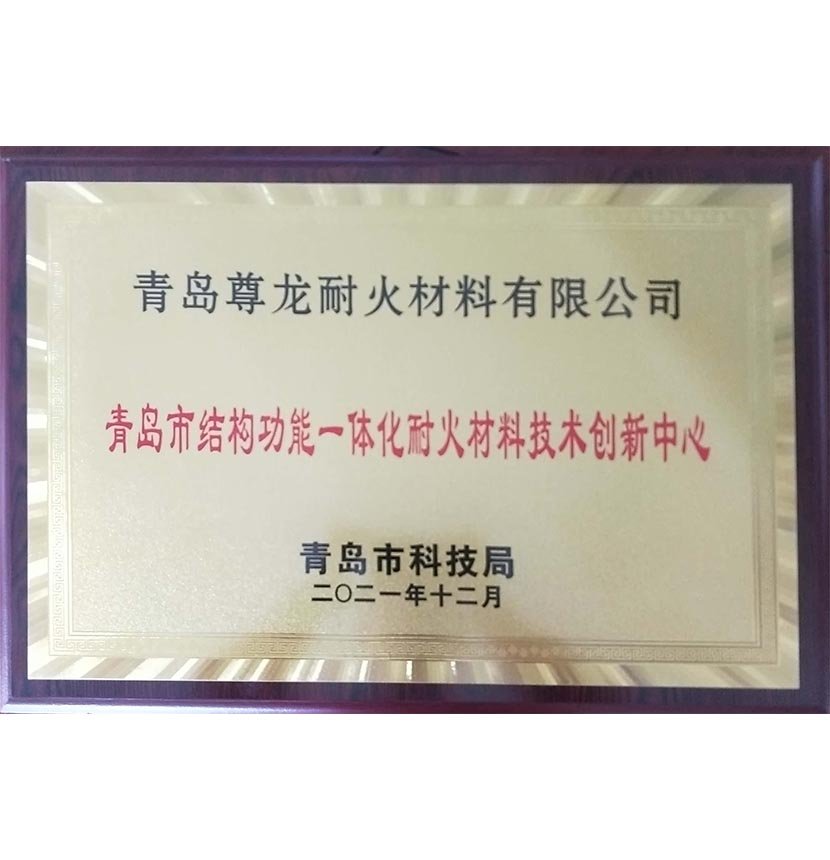 青岛尊龙耐火材料有限公司
青岛市结构功能一体化耐火材料技术创新中心
青岛市科技局
二〇二一年十二月